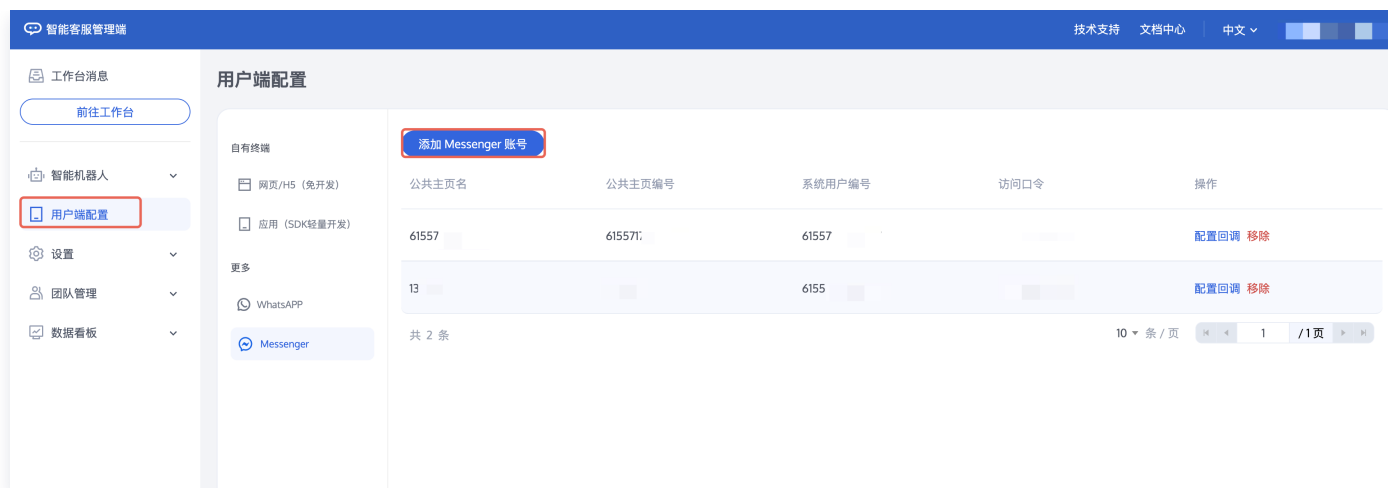 智能客服管理端
技术支持 文档中心 中文
工作台消息
前往工作台
智能机器人
用户端配置
设置
团队管理
数据看板
用户端配置
自有终端
网页/H5（免开发）
应用（SDK轻量开发）
更多
WhatsAPP
Messenger
添加 Messenger 账号
公共主页名 公共主页编号 系统用户编号 访问口令 操作
61557 615571 61557 配置回调 移除
13 6155 配置回调 移除
共 2 条 10 条 / 页 1 / 1 页